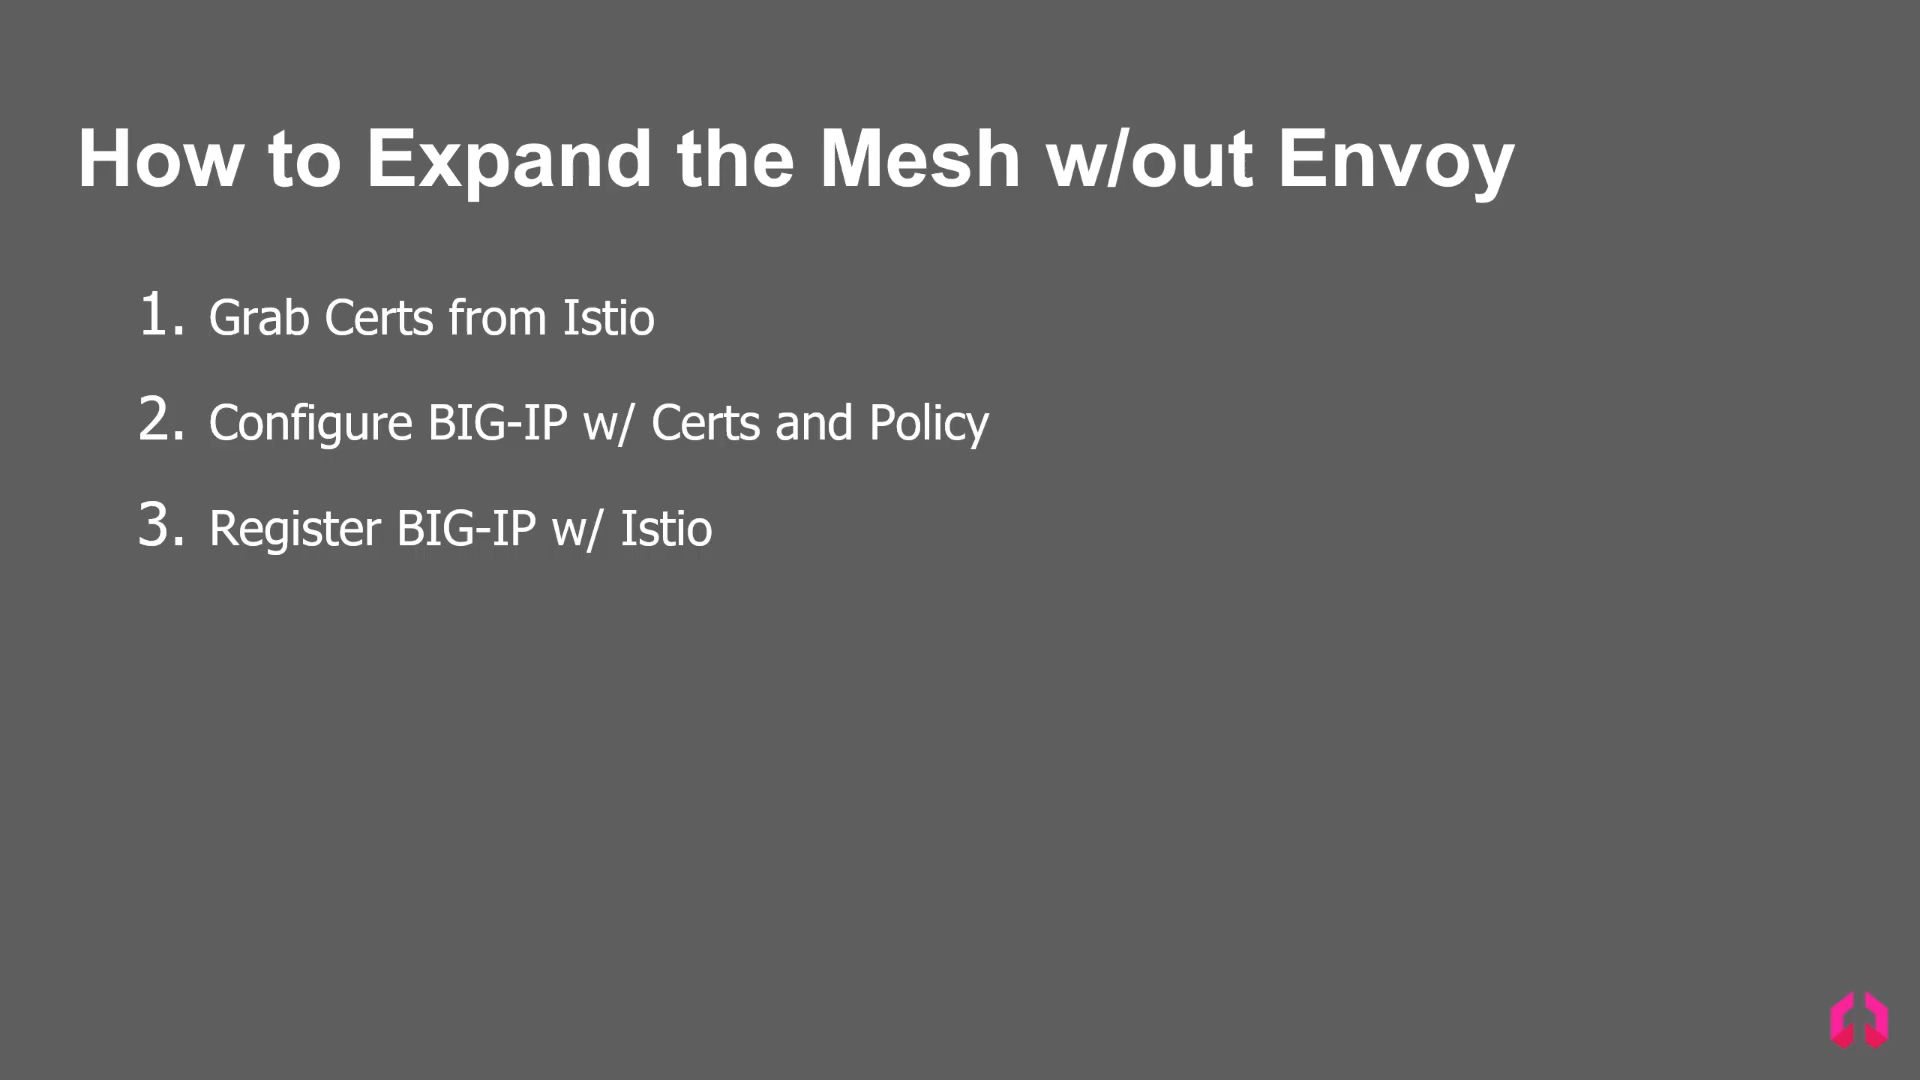 How to Expand the Mesh w/out Envoy
1. Grab Certs from Istio
2. Configure BIG-IP w/ Certs and Policy
3. Register BIG-IP w/ Istio